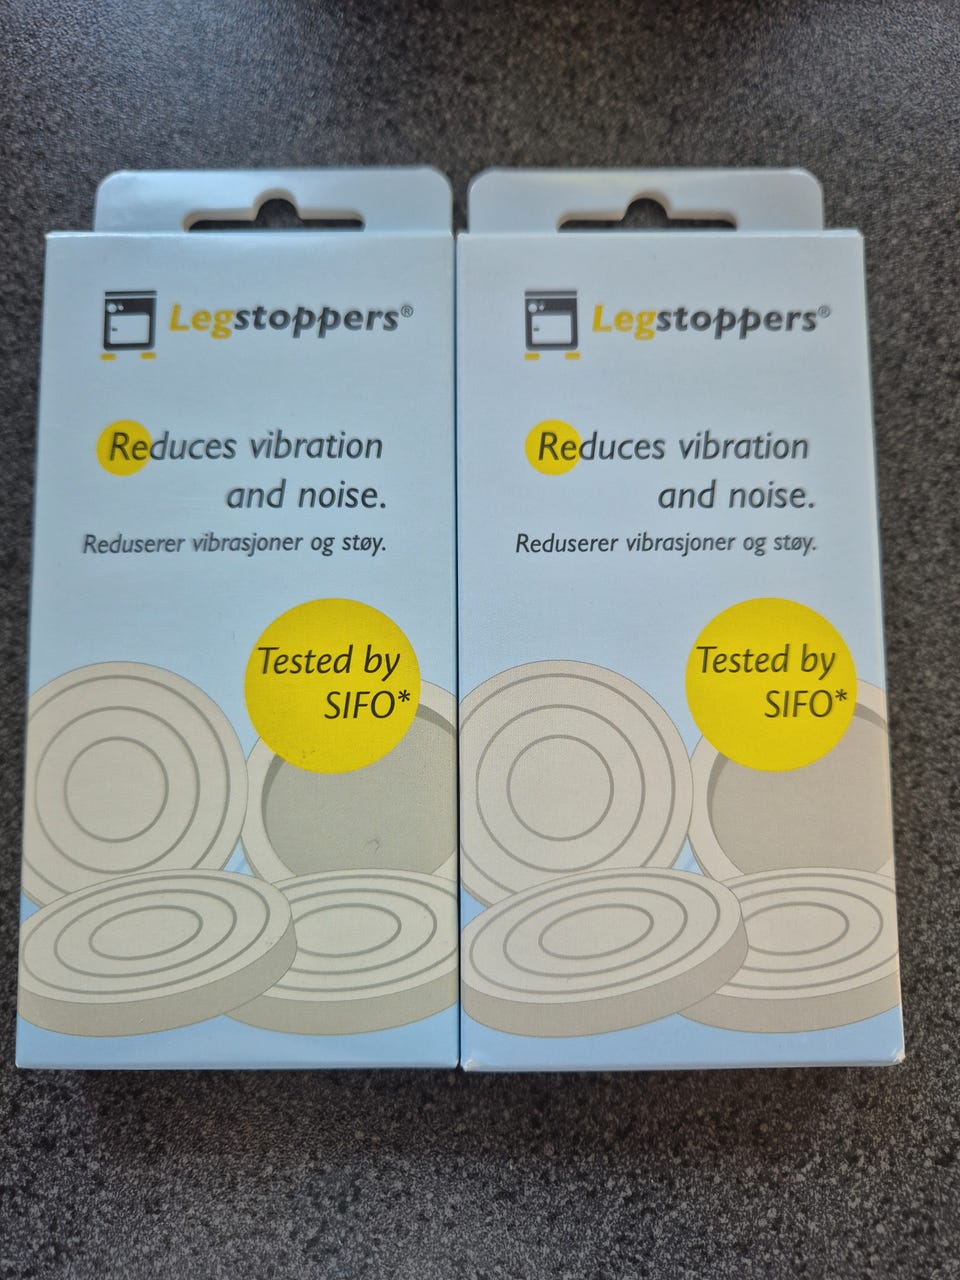 Legstoppers®
Reduces vibration
and noise.
Reduserer vibrasjoner og støy.
Tested by
SIFO*
Legstoppers®
Reduces vibration
and noise.
Reduserer vibrasjoner og støy.
Tested by
SIFO*